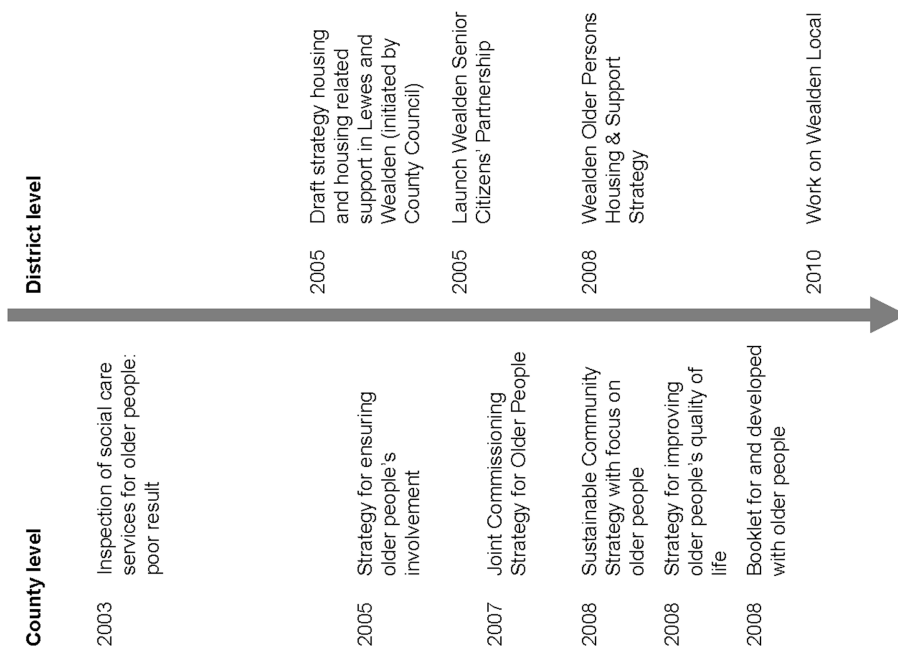 County level
2003
Inspection of social care
services for older people:
poor result
2005
Strategy for ensuring
older people's
involvement
2007
Joint Commissioning
Strategy for Older People
2008
Sustainable Community
Strategy with focus on
older people
2008
Strategy for improving
older people's quality of
life
2008
Booklet for and developed
with older people
District level
2005
Draft strategy housing
and housing related
support in Lewes and
Wealden (initiated by
County Council)
2005
Launch Wealden Senior
Citizens' Partnership
2008
Wealden Older Persons
Housing & Support
Strategy
2010
Work on Wealden Local